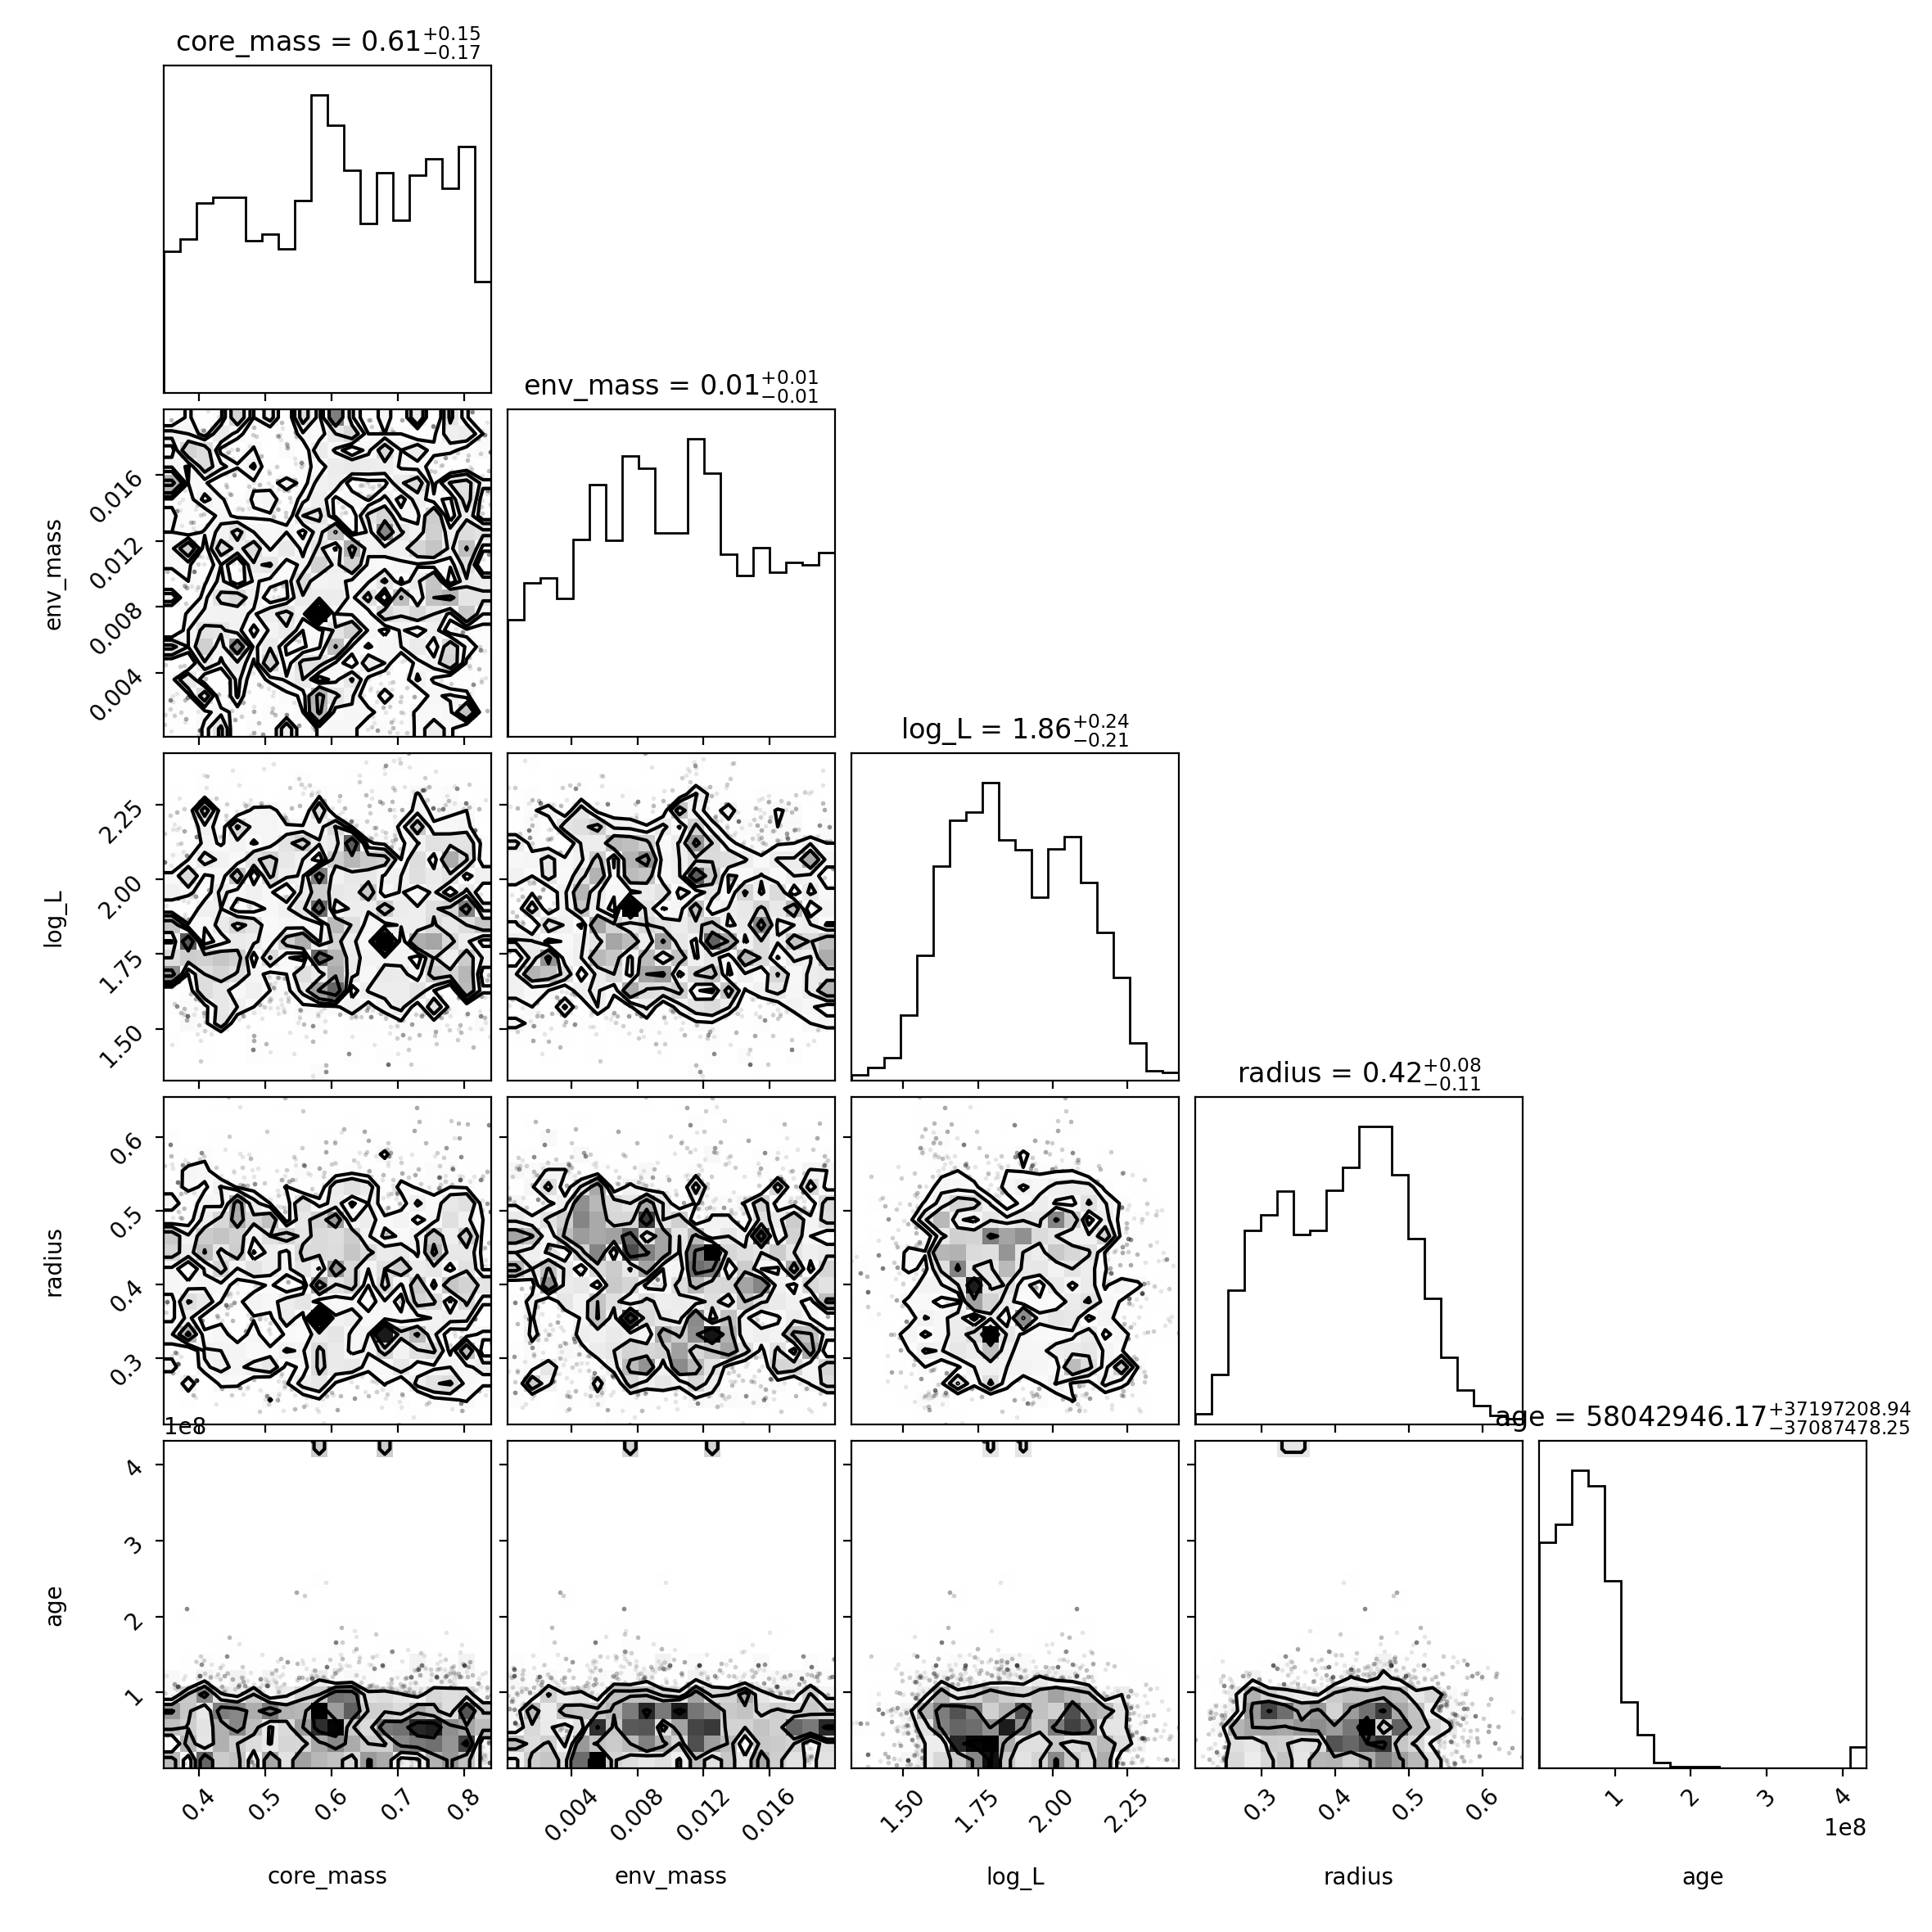 core_mass = 0.61+0.15−0.17
env_mass = 0.01+0.01−0.01
0.016
0.012
0.008
0.004
env_mass
log_L = 1.86+0.24−0.21
2.25
2.00
1.75
1.50
log_L
radius = 0.42+0.08−0.11
0.6
0.5
0.4
0.3
radius
1e8
age = 58042946.17+37197208.94−37087478.25
4
3
2
1
age
0.4 0.5 0.6 0.7 0.8
0.004 0.008 0.012 0.016
1.50 1.75 2.00 2.25
0.3 0.4 0.5 0.6
1 2 3 4
1e8
core_mass
env_mass
log_L
radius
age